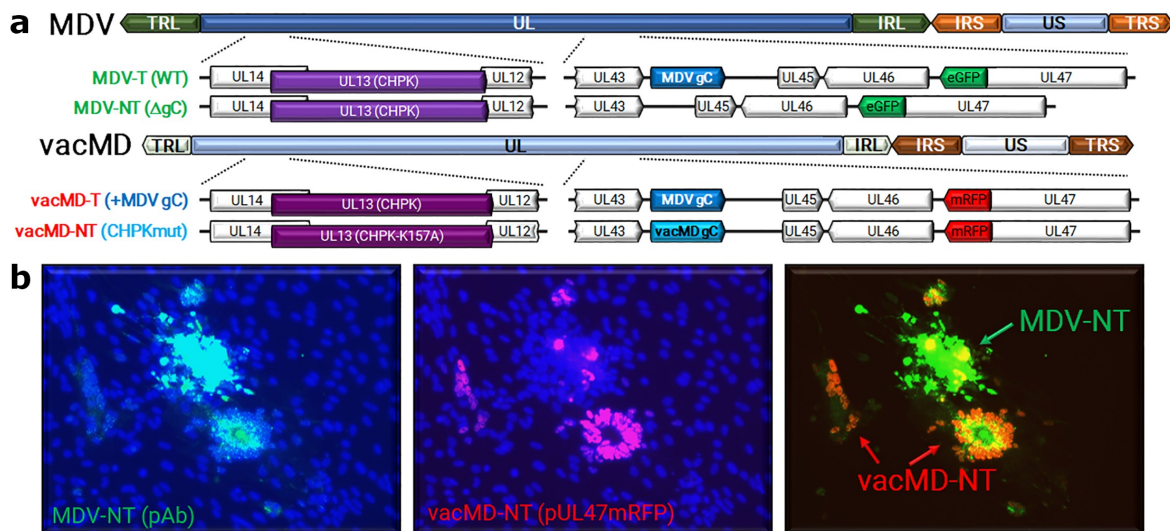 a
MDV TRL UL IRL IRS US TRS
MDV-T (WT) UL14 UL13 (CHPK) UL12 UL43 MDV gC UL45 UL46 eGFP UL47
MDV-NT (ΔgC) UL14 UL13 (CHPK) UL12 UL43 UL45 UL46 eGFP UL47
vacMD TRL UL IRL IRS US TRS
vacMD-T (+MDV gC) UL14 UL13 (CHPK) UL12 UL43 MDV gC UL45 UL46 mRFP UL47
vacMD-NT (CHPKmut) UL14 UL13 (CHPK-K157A) UL12 UL43 vacMD gC UL45 UL46 mRFP UL47
b
MDV-NT
vacMD-NT
MDV-NT (pAb)
vacMD-NT (pUL47mRFP)